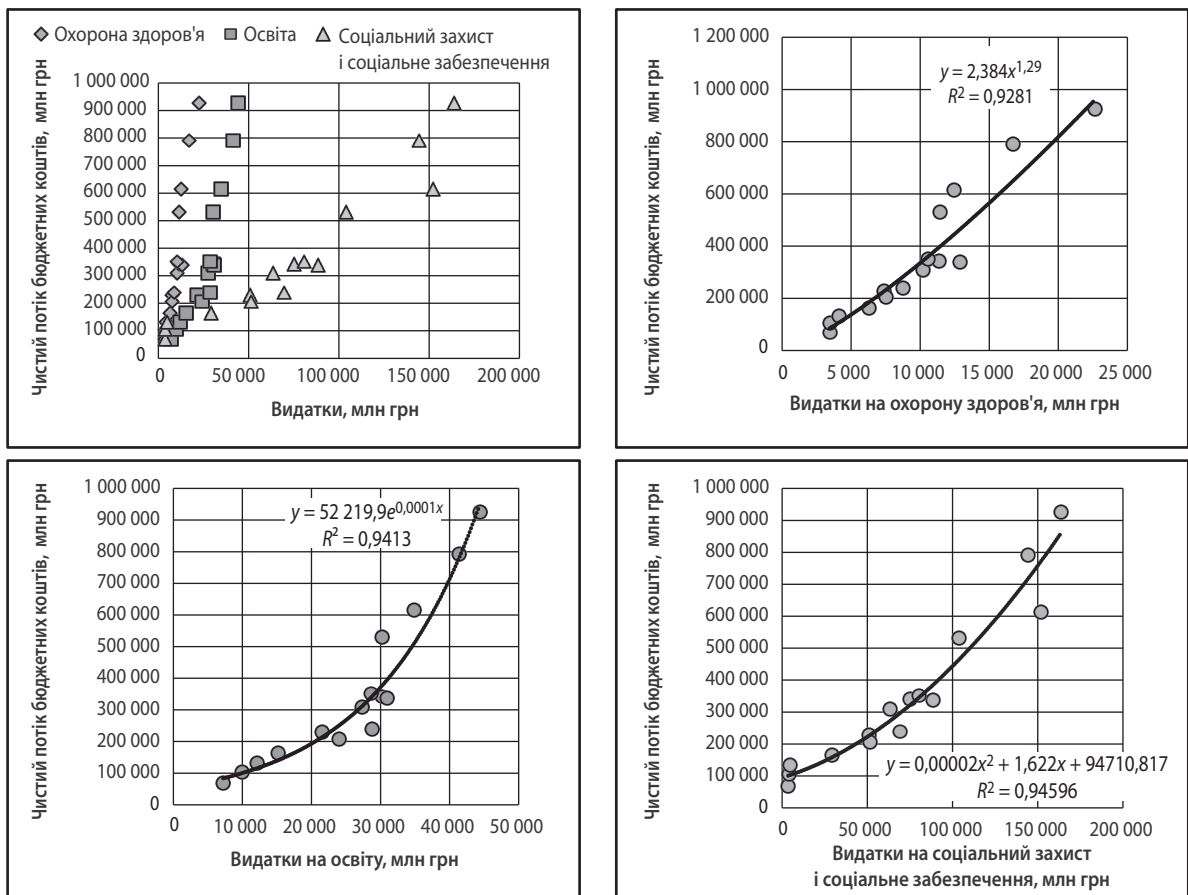 Охорона здоров'я
Освіта
Соціальний захист
і соціальне забезпечення
Чистий потік бюджетних коштів, млн грн
1 000 000
900 000
800 000
700 000
600 000
500 000
400 000
300 000
200 000
100 000
0
0
50 000
100 000
150 000
200 000
Видатки, млн грн
Чистий потік бюджетних коштів, млн грн
1 200 000
1 000 000
800 000
600 000
400 000
200 000
0
y = 2,384x^1,29
R² = 0,9281
0
5 000
10 000
15 000
20 000
25 000
Видатки на охорону здоров'я, млн грн
Чистий потік бюджетних коштів, млн грн
1 000 000
900 000
800 000
700 000
600 000
500 000
400 000
300 000
200 000
100 000
0
y = 52 219,9e^0,0001x
R² = 0,9413
0
10 000
20 000
30 000
40 000
50 000
Видатки на освіту, млн грн
Чистий потік бюджетних коштів, млн грн
1 000 000
900 000
800 000
700 000
600 000
500 000
400 000
300 000
200 000
100 000
0
y = 0,00002x² + 1,622x + 94710,817
R² = 0,94596
0
50 000
100 000
150 000
200 000
Видатки на соціальний захист
і соціальне забезпечення, млн грн